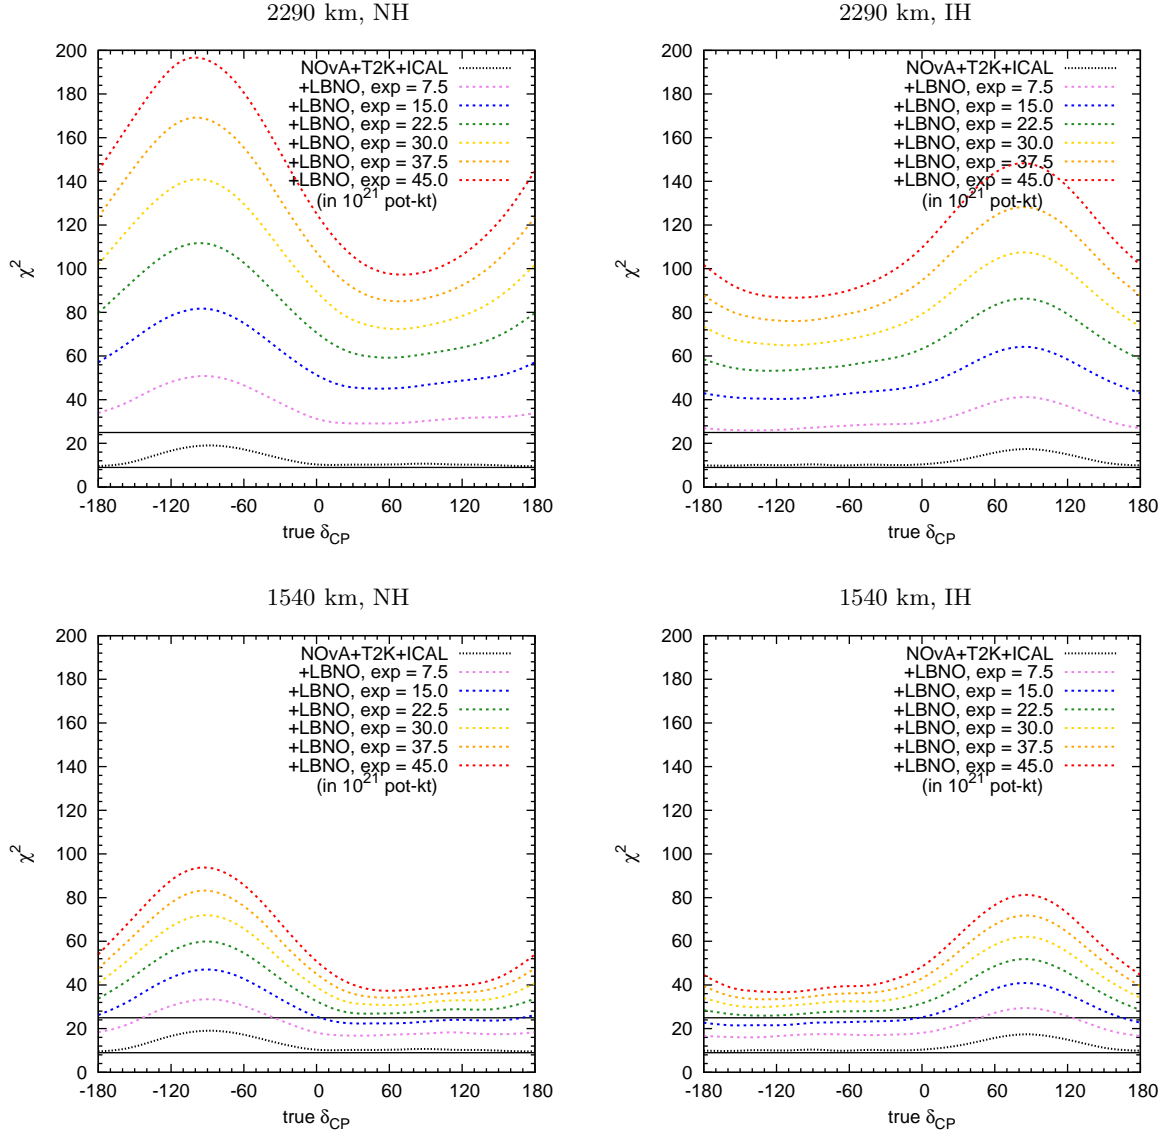 2290 km, NH
200
180
160
140
120
100
80
60
40
20
0
χ²
NOvA+T2K+ICAL
+LBNO, exp = 7.5
+LBNO, exp = 15.0
+LBNO, exp = 22.5
+LBNO, exp = 30.0
+LBNO, exp = 37.5
+LBNO, exp = 45.0
(in 10²¹ pot-kt)
-180 -120 -60 0 60 120 180
true δCP
2290 km, IH
200
180
160
140
120
100
80
60
40
20
0
χ²
NOvA+T2K+ICAL
+LBNO, exp = 7.5
+LBNO, exp = 15.0
+LBNO, exp = 22.5
+LBNO, exp = 30.0
+LBNO, exp = 37.5
+LBNO, exp = 45.0
(in 10²¹ pot-kt)
-180 -120 -60 0 60 120 180
true δCP
1540 km, NH
200
180
160
140
120
100
80
60
40
20
0
χ²
NOvA+T2K+ICAL
+LBNO, exp = 7.5
+LBNO, exp = 15.0
+LBNO, exp = 22.5
+LBNO, exp = 30.0
+LBNO, exp = 37.5
+LBNO, exp = 45.0
(in 10²¹ pot-kt)
-180 -120 -60 0 60 120 180
true δCP
1540 km, IH
200
180
160
140
120
100
80
60
40
20
0
χ²
NOvA+T2K+ICAL
+LBNO, exp = 7.5
+LBNO, exp = 15.0
+LBNO, exp = 22.5
+LBNO, exp = 30.0
+LBNO, exp = 37.5
+LBNO, exp = 45.0
(in 10²¹ pot-kt)
-180 -120 -60 0 60 120 180
true δCP